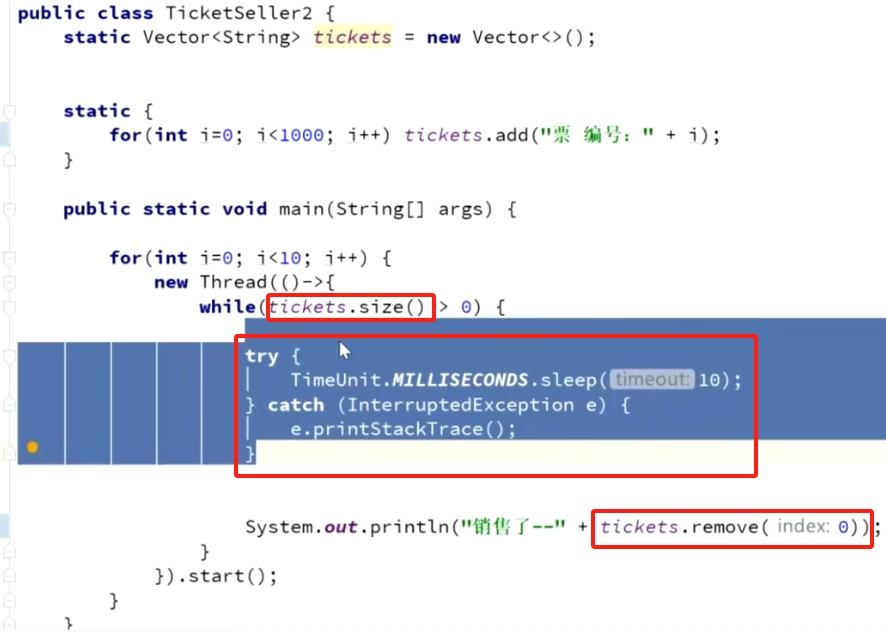 public class TicketSeller2 {
static Vector<String> tickets = new Vector<>();
static {
for(int i=0; i<1000; i++) tickets.add("票 编号：" + i);
}
public static void main(String[] args) {
for(int i=0; i<10; i++) {
new Thread(()->{
while(tickets.size() > 0) {
try {
TimeUnit.MILLISECONDS.sleep( timeout: 10);
} catch (InterruptedException e) {
e.printStackTrace();
}
System.out.println("销售了--" + tickets.remove( index: 0));
}
}).start();
}
}